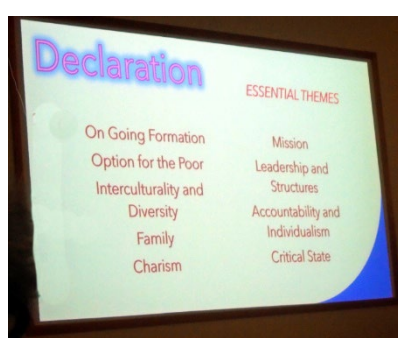 Declaration
ESSENTIAL THEMES
On Going Formation
Option for the Poor
Interculturality and
Diversity
Family
Charism
Mission
Leadership and
Structures
Accountability and
Individualism
Critical State